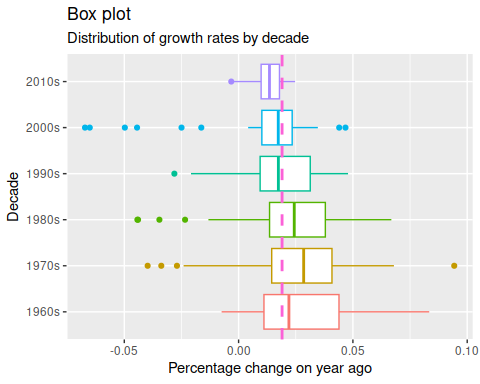 Box plot
Distribution of growth rates by decade
Decade
2010s
2000s
1990s
1980s
1970s
1960s
-0.05 0.00 0.05 0.10
Percentage change on year ago